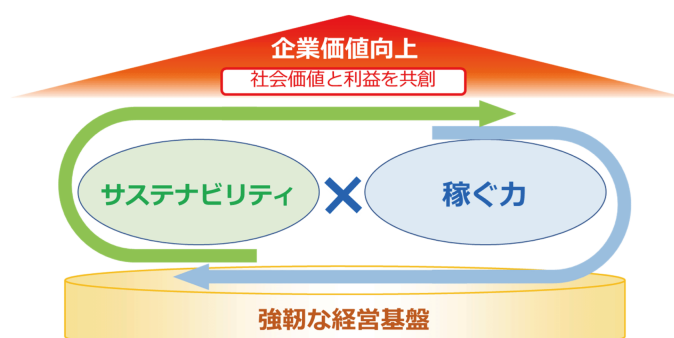 企業価値向上
社会価値と利益を共創
サステナビリティ
×
稼ぐ力
強靭な経営基盤